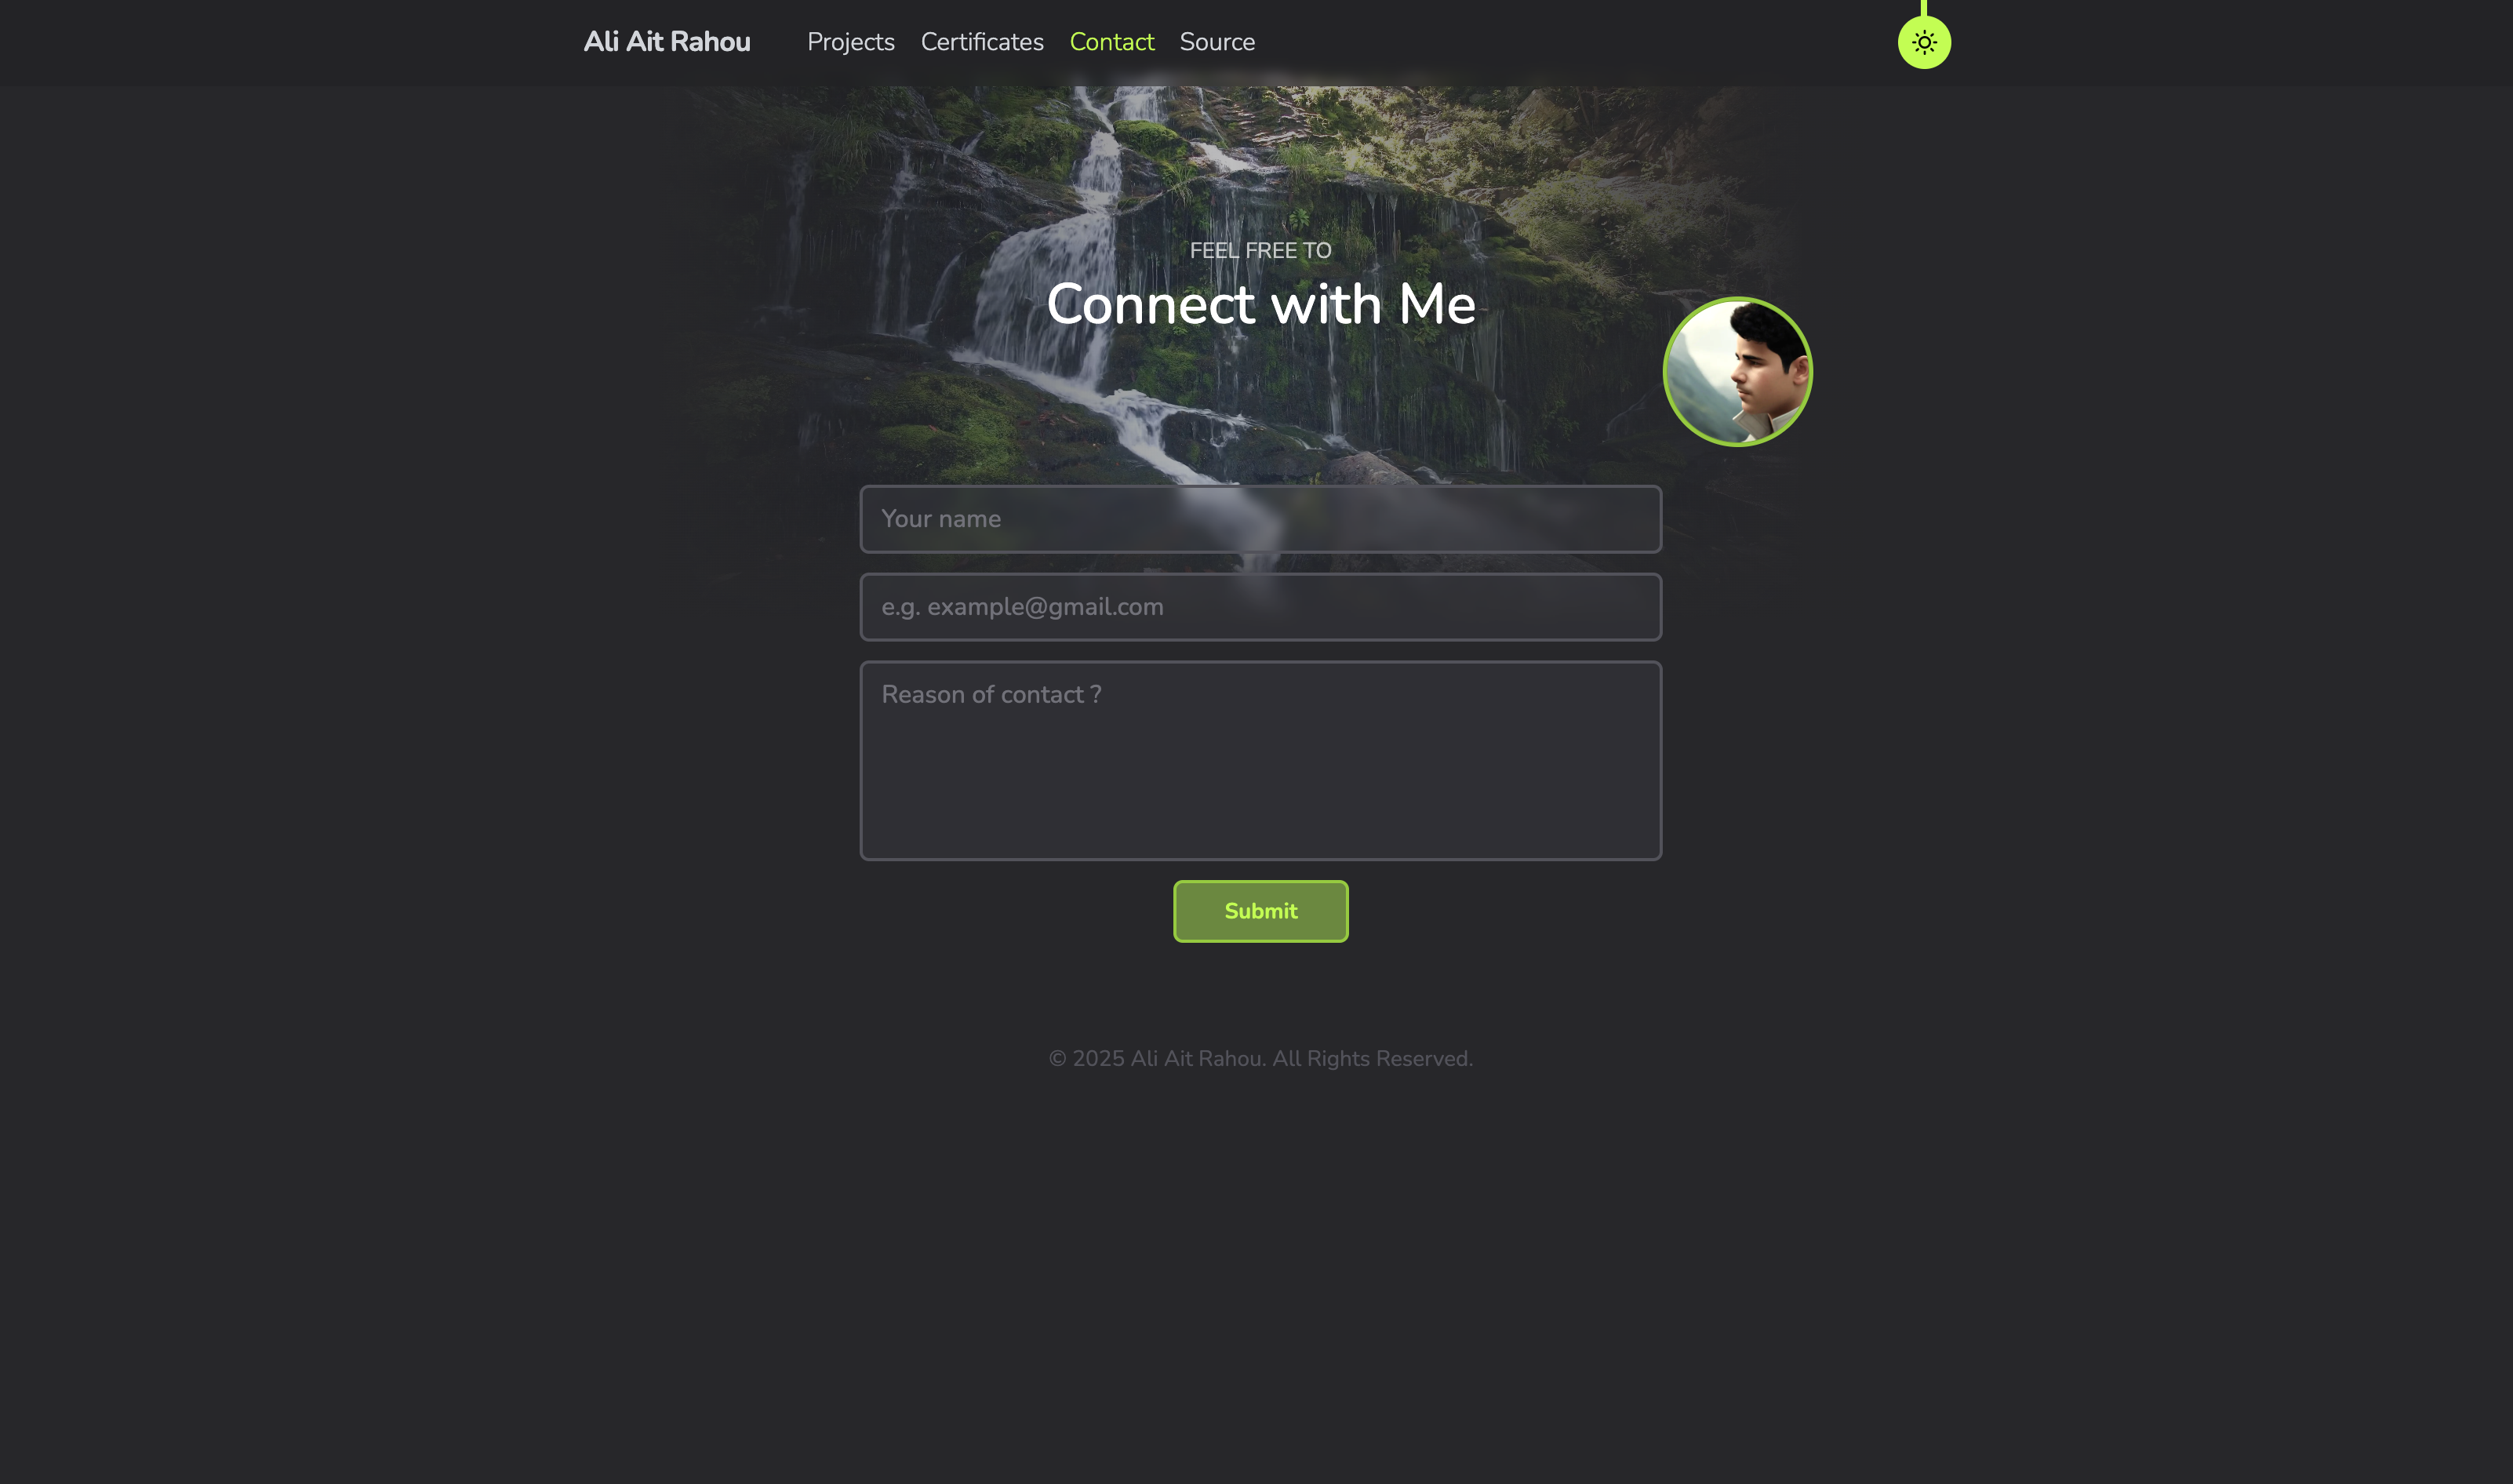 Ali Ait Rahou
Projects Certificates Contact Source
FEEL FREE TO
Connect with Me
Your name
e.g. example@gmail.com
Reason of contact ?
Submit
© 2025 Ali Ait Rahou. All Rights Reserved.